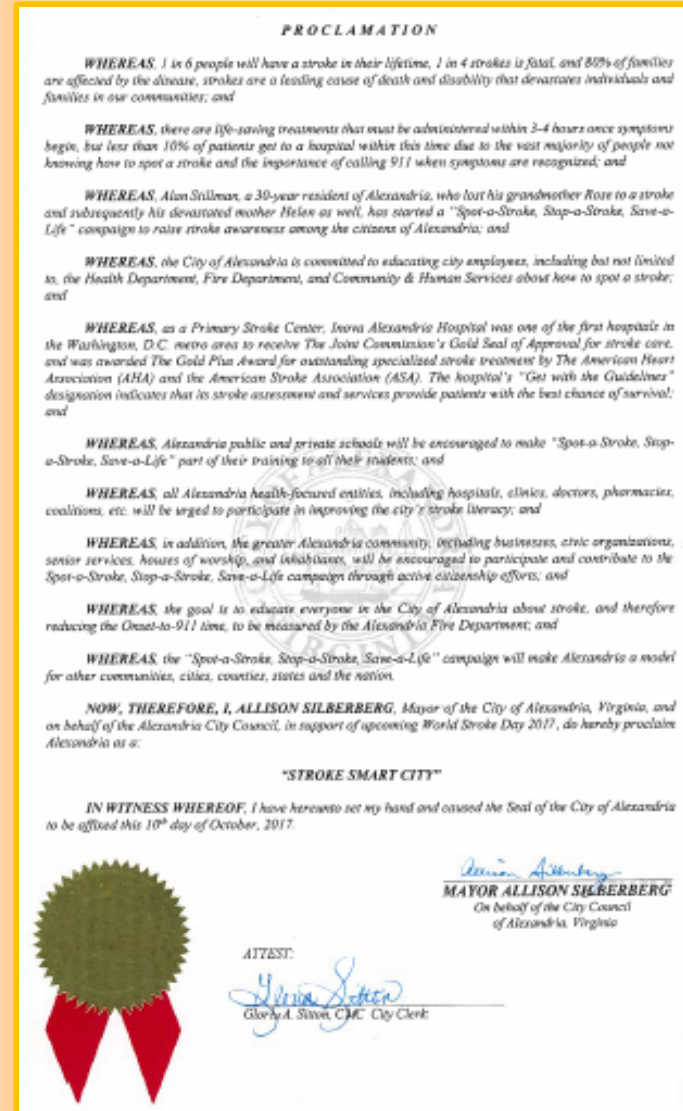 PROCLAMATION
WHEREAS, 1 in 6 people will have a stroke in their lifetime, 1 in 4 strokes is fatal, and 80% of families
are affected by the disease, strokes are a leading cause of death and disability that devastates individuals and
families in our communities; and
WHEREAS, there are life-saving treatments that must be administered within 3-4 hours once symptoms
begin, but less than 10% of patients get to a hospital within this time due to the vast majority of people not
knowing how to spot a stroke and the importance of calling 911 when symptoms are recognized; and
WHEREAS, Alan Stillman, a 30-year resident of Alexandria, who lost his grandmother Rose to a stroke
and subsequently his devastated mother Helen as well, has started a "Spot-a-Stroke, Stop-a-Stroke, Save-a-
Life" campaign to raise stroke awareness among the citizens of Alexandria; and
WHEREAS, the City of Alexandria is committed to educating city employees, including but not limited
to, the Health Department, Fire Department, and Community & Human Services about how to spot a stroke;
and
WHEREAS, as a Primary Stroke Center, Inova Alexandria Hospital was one of the first hospitals in
the Washington, D.C. metro area to receive The Joint Commission's Gold Seal of Approval for stroke care,
and was awarded The Gold Plus Award for outstanding specialized stroke treatment by The American Heart
Association (AHA) and the American Stroke Association (ASA). The hospital's "Get with the Guidelines"
designation indicates that its stroke assessment and services provide patients with the best chance of survival;
and
WHEREAS, Alexandria public and private schools will be encouraged to make "Spot-a-Stroke, Stop-
a-Stroke, Save-a-Life" part of their training to all their students; and
WHEREAS, all Alexandria health-focused entities, including hospitals, clinics, doctors, pharmacies,
coalitions, etc. will be urged to participate in improving the city's stroke literacy; and
WHEREAS, in addition, the greater Alexandria community, including businesses, civic organizations,
senior services, houses of worship, and inhabitants, will be encouraged to participate and contribute to the
Spot-a-Stroke, Stop-a-Stroke, Save-a-Life campaign through active citizenship efforts; and
WHEREAS, the goal is to educate everyone in the City of Alexandria about stroke, and therefore
reducing the Onset-to-911 time, to be measured by the Alexandria Fire Department; and
WHEREAS, the "Spot-a-Stroke, Stop-a-Stroke, Save-a-Life" campaign will make Alexandria a model
for other communities, cities, counties, states and the nation.
NOW, THEREFORE, I, ALLISON SILBERBERG, Mayor of the City of Alexandria, Virginia, and
on behalf of the Alexandria City Council, in support of upcoming World Stroke Day 2017, do hereby proclaim
Alexandria as a:
"STROKE SMART CITY"
IN WITNESS WHEREOF, I have hereunto set my hand and caused the Seal of the City of Alexandria
to be affixed this 10th day of October, 2017.
Allison Silberberg
MAYOR ALLISON SILBERBERG
On behalf of the City Council
of Alexandria, Virginia
ATTEST:
Gloria Sitton
Gloria A. Sitton, CMC City Clerk